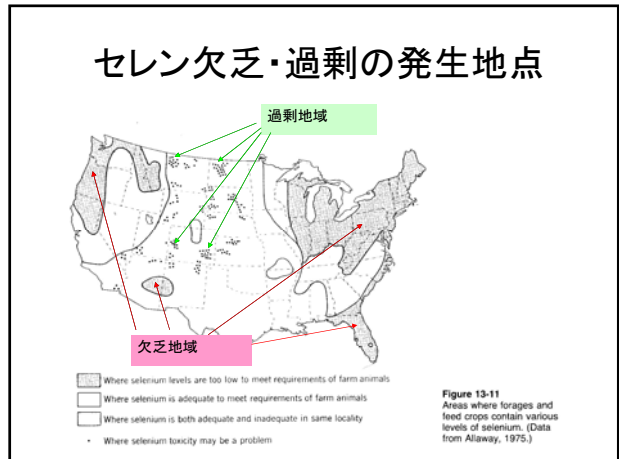 セレン欠乏・過剰の発生地点
過剰地域
欠乏地域
Where selenium levels are too low to meet requirements of farm animals
Where selenium is adequate to meet requirements of farm animals
Where selenium is both adequate and inadequate in same locality
• Where selenium toxicity may be a problem
Figure 13-11
Areas where forages and
feed crops contain various
levels of selenium. (Data
from Allaway, 1975.)